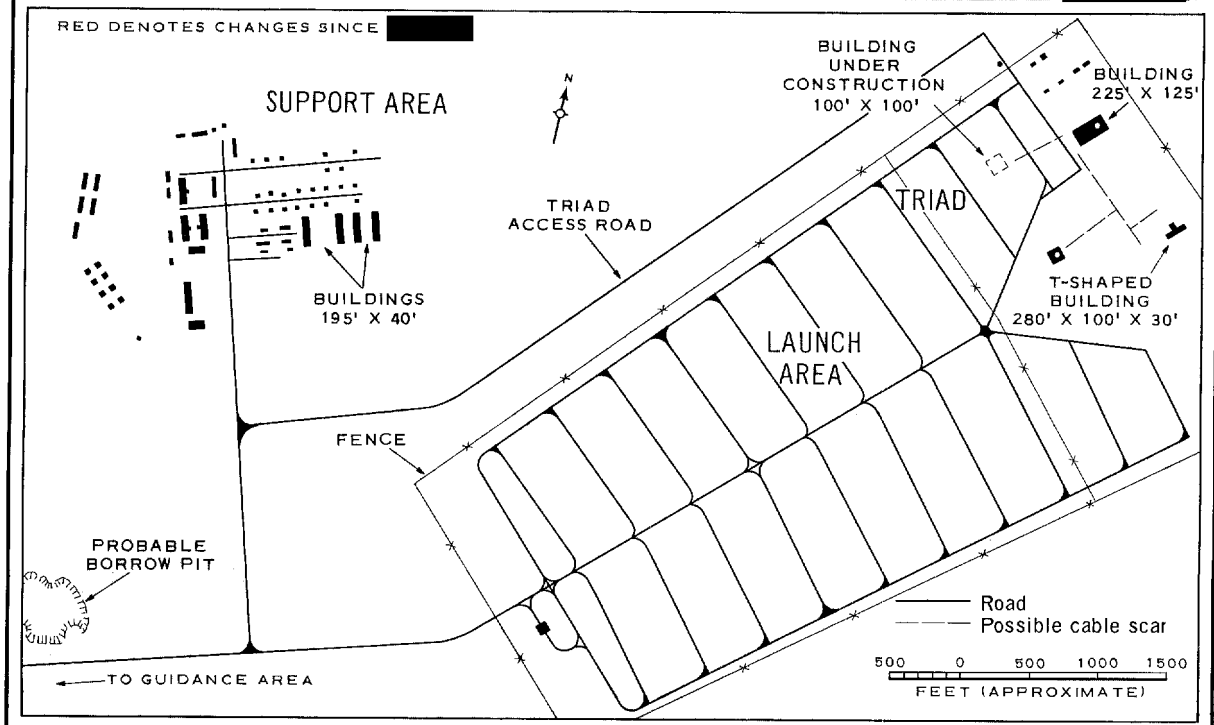 RED DENOTES CHANGES SINCE
SUPPORT AREA
N
BUILDING
UNDER
CONSTRUCTION
100' X 100'
BUILDING
225' X 125'
TRIAD
ACCESS ROAD
TRIAD
BUILDINGS
195' X 40'
T-SHAPED
BUILDING
280' X 100' X 30'
LAUNCH
AREA
FENCE
PROBABLE
BORROW PIT
Road
Possible cable scar
500 0 500 1000 1500
FEET (APPROXIMATE)
TO GUIDANCE AREA